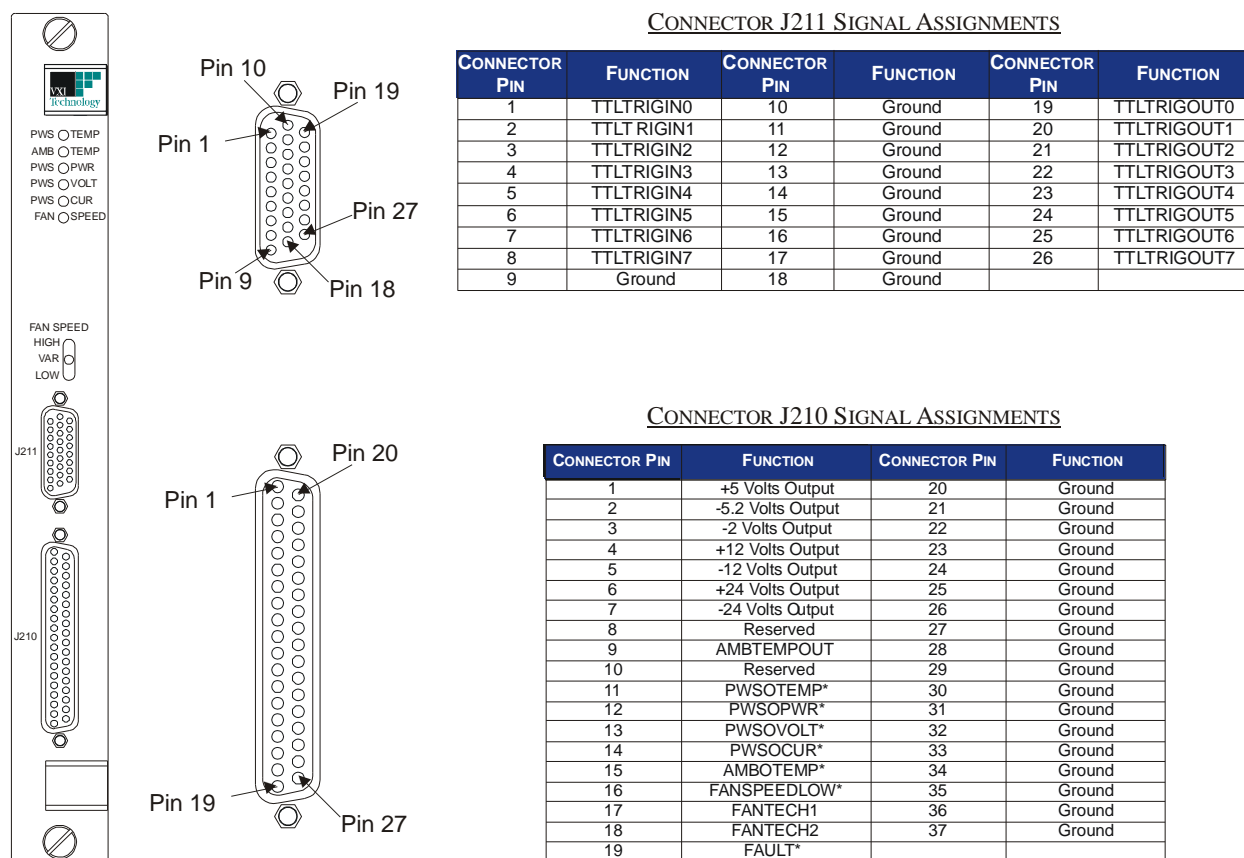 VXI
Technology
PWS TEMP
AMB TEMP
PWS PWR
PWS VOLT
PWS CUR
FAN SPEED
FAN SPEED
HIGH
VAR
LOW
J211
J210
Pin 10
Pin 19
Pin 1
Pin 27
Pin 9
Pin 18
CONNECTOR J211 SIGNAL ASSIGNMENTS
CONNECTOR PIN FUNCTION CONNECTOR PIN FUNCTION CONNECTOR PIN FUNCTION
1 TTLTRIGIN0 10 Ground 19 TTLTRIGOUT0
2 TTLT RIGIN1 11 Ground 20 TTLTRIGOUT1
3 TTLTRIGIN2 12 Ground 21 TTLTRIGOUT2
4 TTLTRIGIN3 13 Ground 22 TTLTRIGOUT3
5 TTLTRIGIN4 14 Ground 23 TTLTRIGOUT4
6 TTLTRIGIN5 15 Ground 24 TTLTRIGOUT5
7 TTLTRIGIN6 16 Ground 25 TTLTRIGOUT6
8 TTLTRIGIN7 17 Ground 26 TTLTRIGOUT7
9 Ground 18 Ground
Pin 20
Pin 1
Pin 19
Pin 27
CONNECTOR J210 SIGNAL ASSIGNMENTS
CONNECTOR PIN FUNCTION CONNECTOR PIN FUNCTION
1 +5 Volts Output 20 Ground
2 -5.2 Volts Output 21 Ground
3 -2 Volts Output 22 Ground
4 +12 Volts Output 23 Ground
5 -12 Volts Output 24 Ground
6 +24 Volts Output 25 Ground
7 -24 Volts Output 26 Ground
8 Reserved 27 Ground
9 AMBTEMPOUT 28 Ground
10 Reserved 29 Ground
11 PWSOTEMP* 30 Ground
12 PWSOPWR* 31 Ground
13 PWSOVOLT* 32 Ground
14 PWSOCUR* 33 Ground
15 AMBOTEMP* 34 Ground
16 FANSPEEDLOW* 35 Ground
17 FANTECH1 36 Ground
18 FANTECH2 37 Ground
19 FAULT*